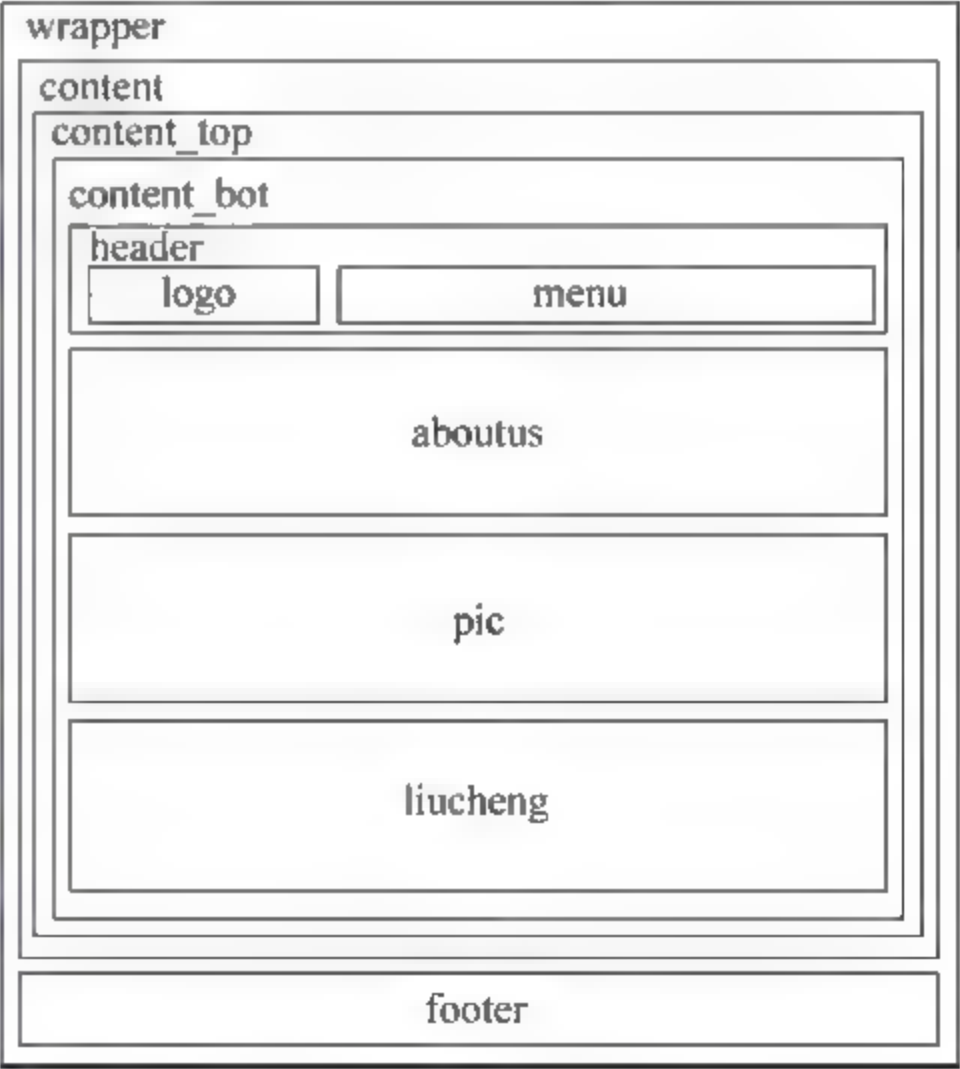 wrapper
content
content_top
content_bot
header
logo
menu
aboutus
pic
liucheng
footer